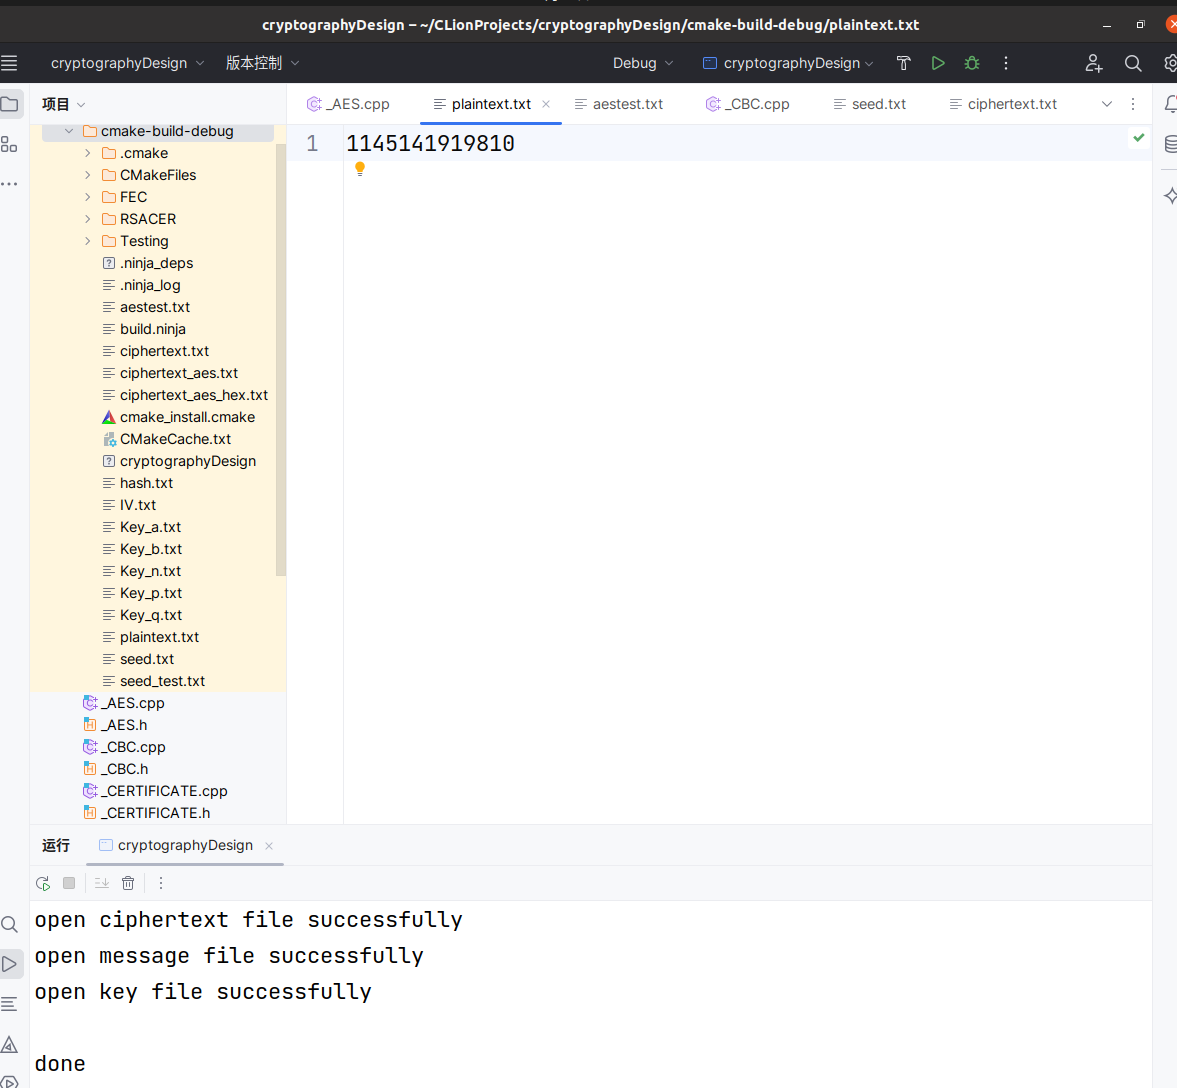 cryptographyDesign – ~/CLionProjects/cryptographyDesign/cmake-build-debug/plaintext.txt
cryptographyDesign 版本控制 Debug cryptographyDesign
项目 _AES.cpp plaintext.txt aestest.txt _CBC.cpp seed.txt ciphertext.txt
cmake-build-debug
.cmake
CMakeFiles
FEC
RSACER
Testing
.ninja_deps
.ninja_log
aestest.txt
build.ninja
ciphertext.txt
ciphertext_aes.txt
ciphertext_aes_hex.txt
cmake_install.cmake
CMakeCache.txt
cryptographyDesign
hash.txt
IV.txt
Key_a.txt
Key_b.txt
Key_n.txt
Key_p.txt
Key_q.txt
plaintext.txt
seed.txt
seed_test.txt
_AES.cpp
_AES.h
_CBC.cpp
_CBC.h
_CERTIFICATE.cpp
_CERTIFICATE.h
1 1145141919810
运行 cryptographyDesign
open ciphertext file successfully
open message file successfully
open key file successfully
done